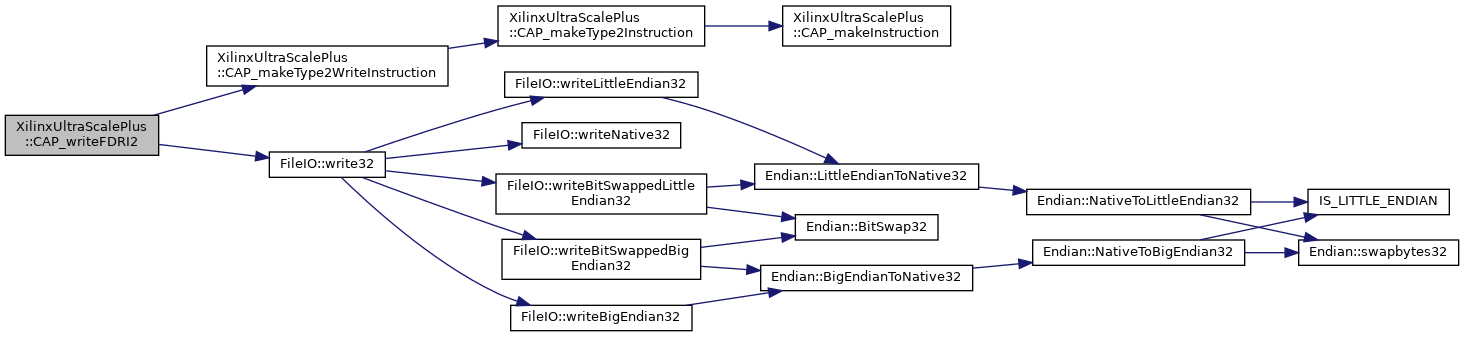 XilinxUltraScalePlus
::CAP_writeFDRI2
XilinxUltraScalePlus
::CAP_makeType2WriteInstruction
XilinxUltraScalePlus
::CAP_makeType2Instruction
XilinxUltraScalePlus
::CAP_makeInstruction
FileIO::write32
FileIO::writeLittleEndian32
FileIO::writeNative32
FileIO::writeBitSwappedLittle
Endian32
FileIO::writeBitSwappedBig
Endian32
FileIO::writeBigEndian32
Endian::LittleEndianToNative32
Endian::BitSwap32
Endian::BigEndianToNative32
Endian::NativeToLittleEndian32
Endian::NativeToBigEndian32
IS_LITTLE_ENDIAN
Endian::swapbytes32